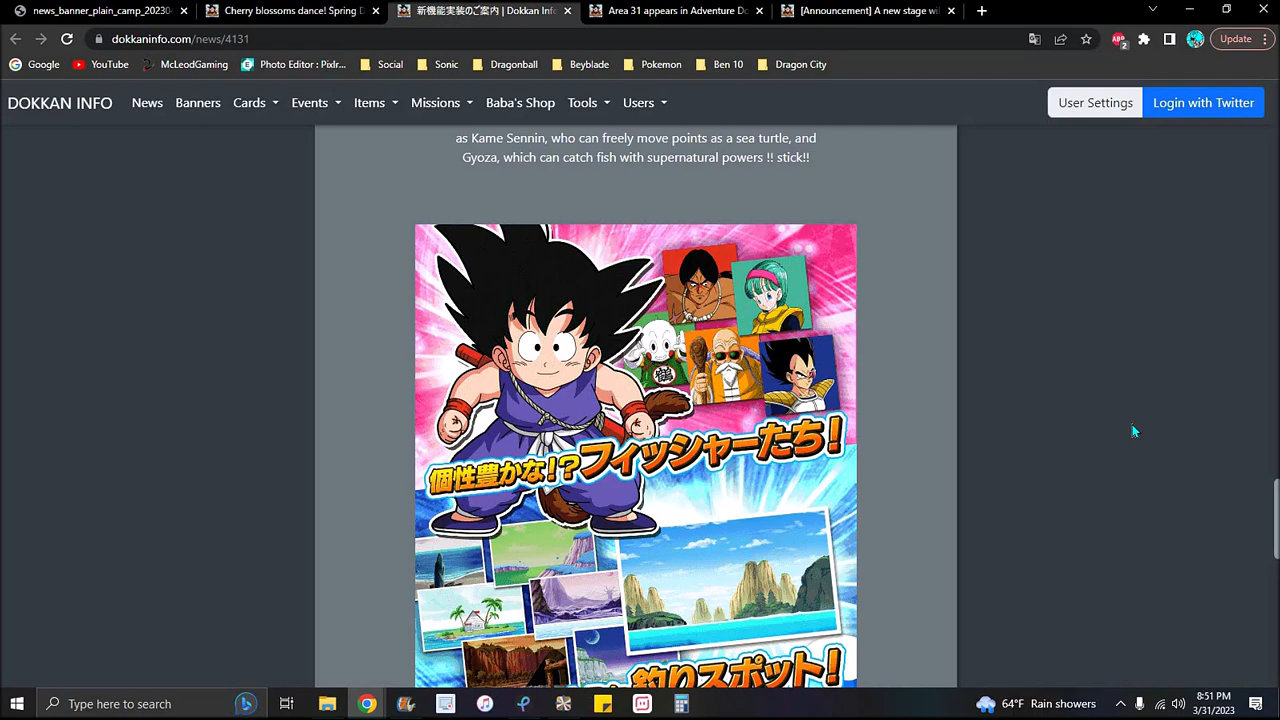 news_banner_plain_camp_20230
Cherry blossoms dance! Spring D
新機能実装のご案内 | Dokkan Info
Area 31 appears in Adventure Do
[Announcement] A new stage wi
dokkaninfo.com/news/4131
ABP
2
Update
Google
YouTube
McLeodGaming
Photo Editor : Pixlr...
Social
Sonic
Dragonball
Beyblade
Pokemon
Ben 10
Dragon City
DOKKAN INFO
News
Banners
Cards
Events
Items
Missions
Baba's Shop
Tools
Users
User Settings
Login with Twitter
as Kame Sennin, who can freely move points as a sea turtle, and
Gyoza, which can catch fish with supernatural powers !! stick!!
鶴
個性豊かな!?フィッシャーたち!
釣りスポット!
Type here to search
64°F Rain showers
8:51 PM
3/31/2023